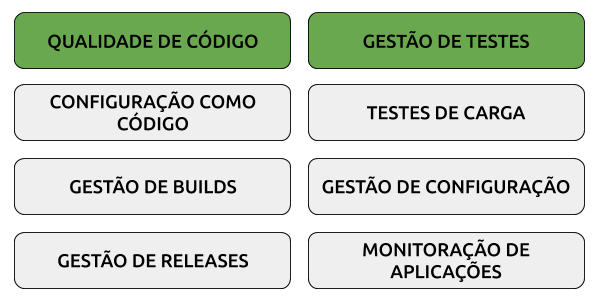 QUALIDADE DE CÓDIGO
GESTÃO DE TESTES
CONFIGURAÇÃO COMO
CÓDIGO
TESTES DE CARGA
GESTÃO DE BUILDS
GESTÃO DE CONFIGURAÇÃO
GESTÃO DE RELEASES
MONITORAÇÃO DE
APLICAÇÕES